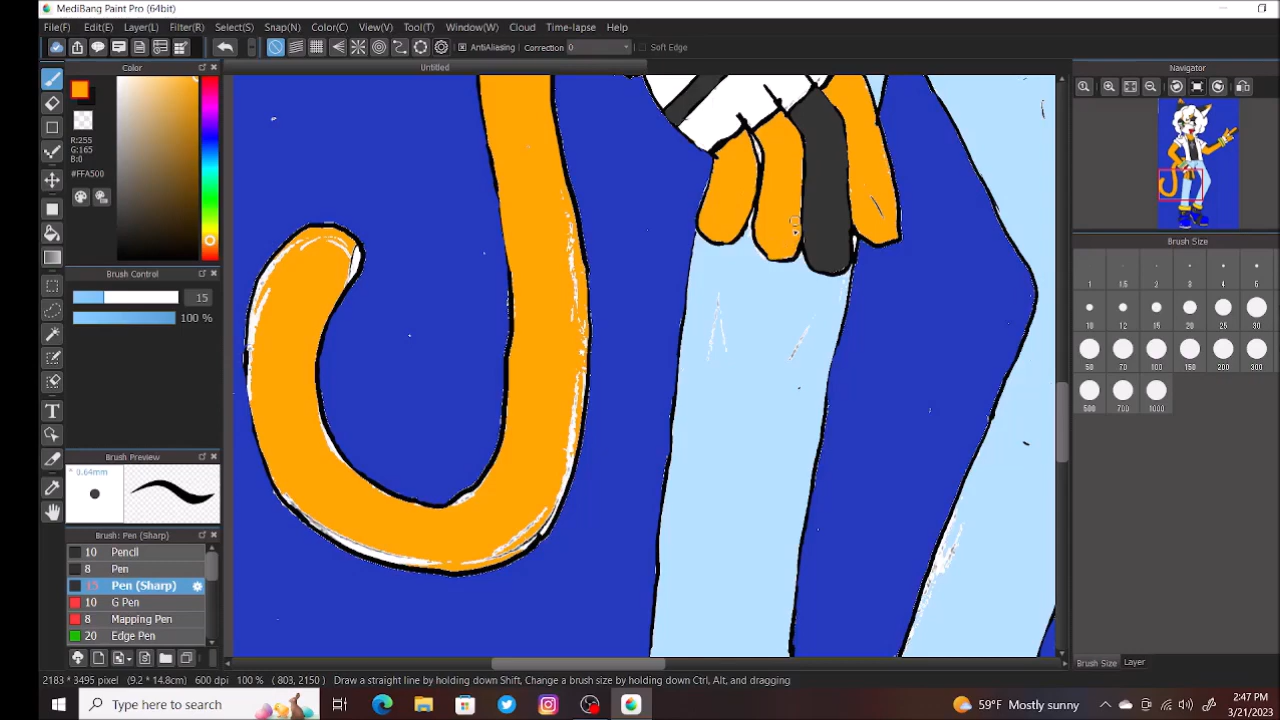 MediBang Paint Pro (64bit)
File(F) Edit(E) Layer(L) Filter(R) Select(S) Snap(N) Color(C) View(V) Tool(T) Window(W) Cloud Time-lapse Help
AntiAliasing Correction 0 Soft Edge
Color
Untitled
Navigator
R:255
G:165
B:0
#FFA500
Brush Control
15
100 %
Brush Size
1 1.5 2 3 4 5
10 12 15 20 25 30
50 70 100 150 200 300
500 700 1000
Brush Preview
0.64mm
Brush: Pen (Sharp)
10 Pencil
8 Pen
15 Pen (Sharp)
10 G Pen
8 Mapping Pen
20 Edge Pen
Brush Size Layer
2183 * 3495 pixel (9.2 * 14.8cm) 600 dpi 100 % (803, 2150) Draw a straight line by holding down Shift, Change a brush size by holding down Ctrl, Alt, and dragging
Type here to search
59°F Mostly sunny
2:47 PM
3/21/2023